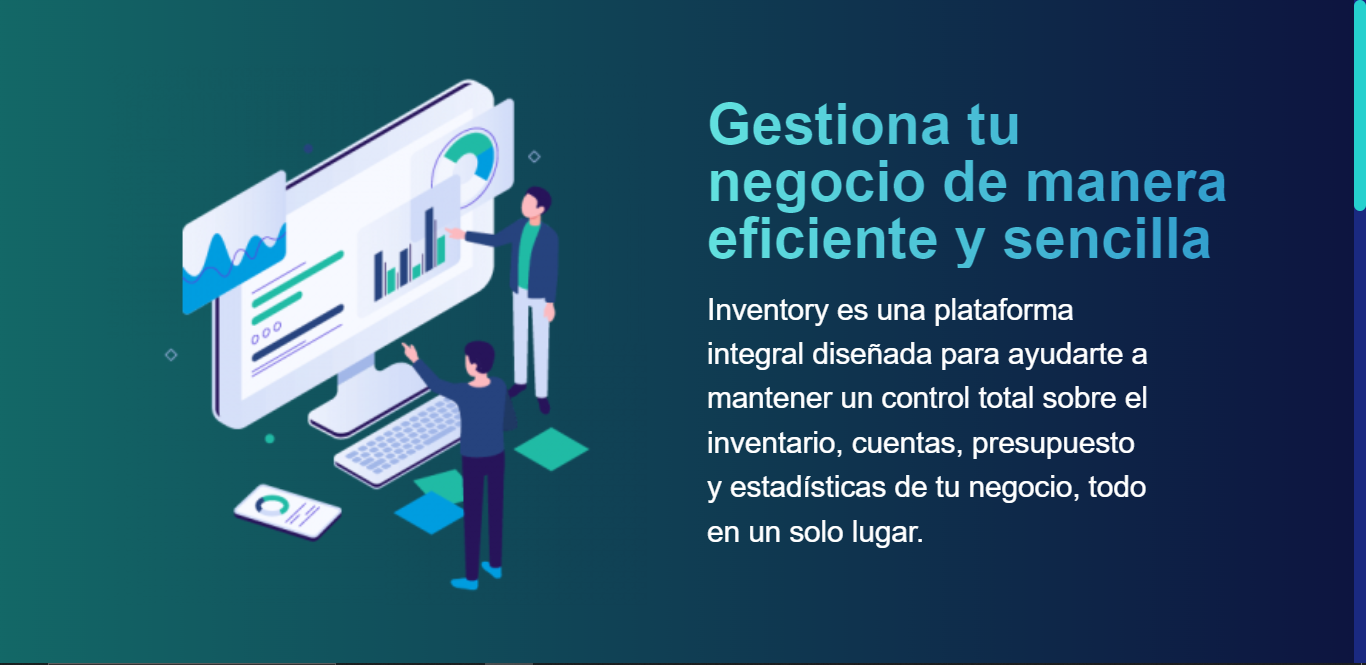 Gestiona tu
negocio de manera
eficiente y sencilla
Inventory es una plataforma
integral diseñada para ayudarte a
mantener un control total sobre el
inventario, cuentas, presupuesto
y estadísticas de tu negocio, todo
en un solo lugar.